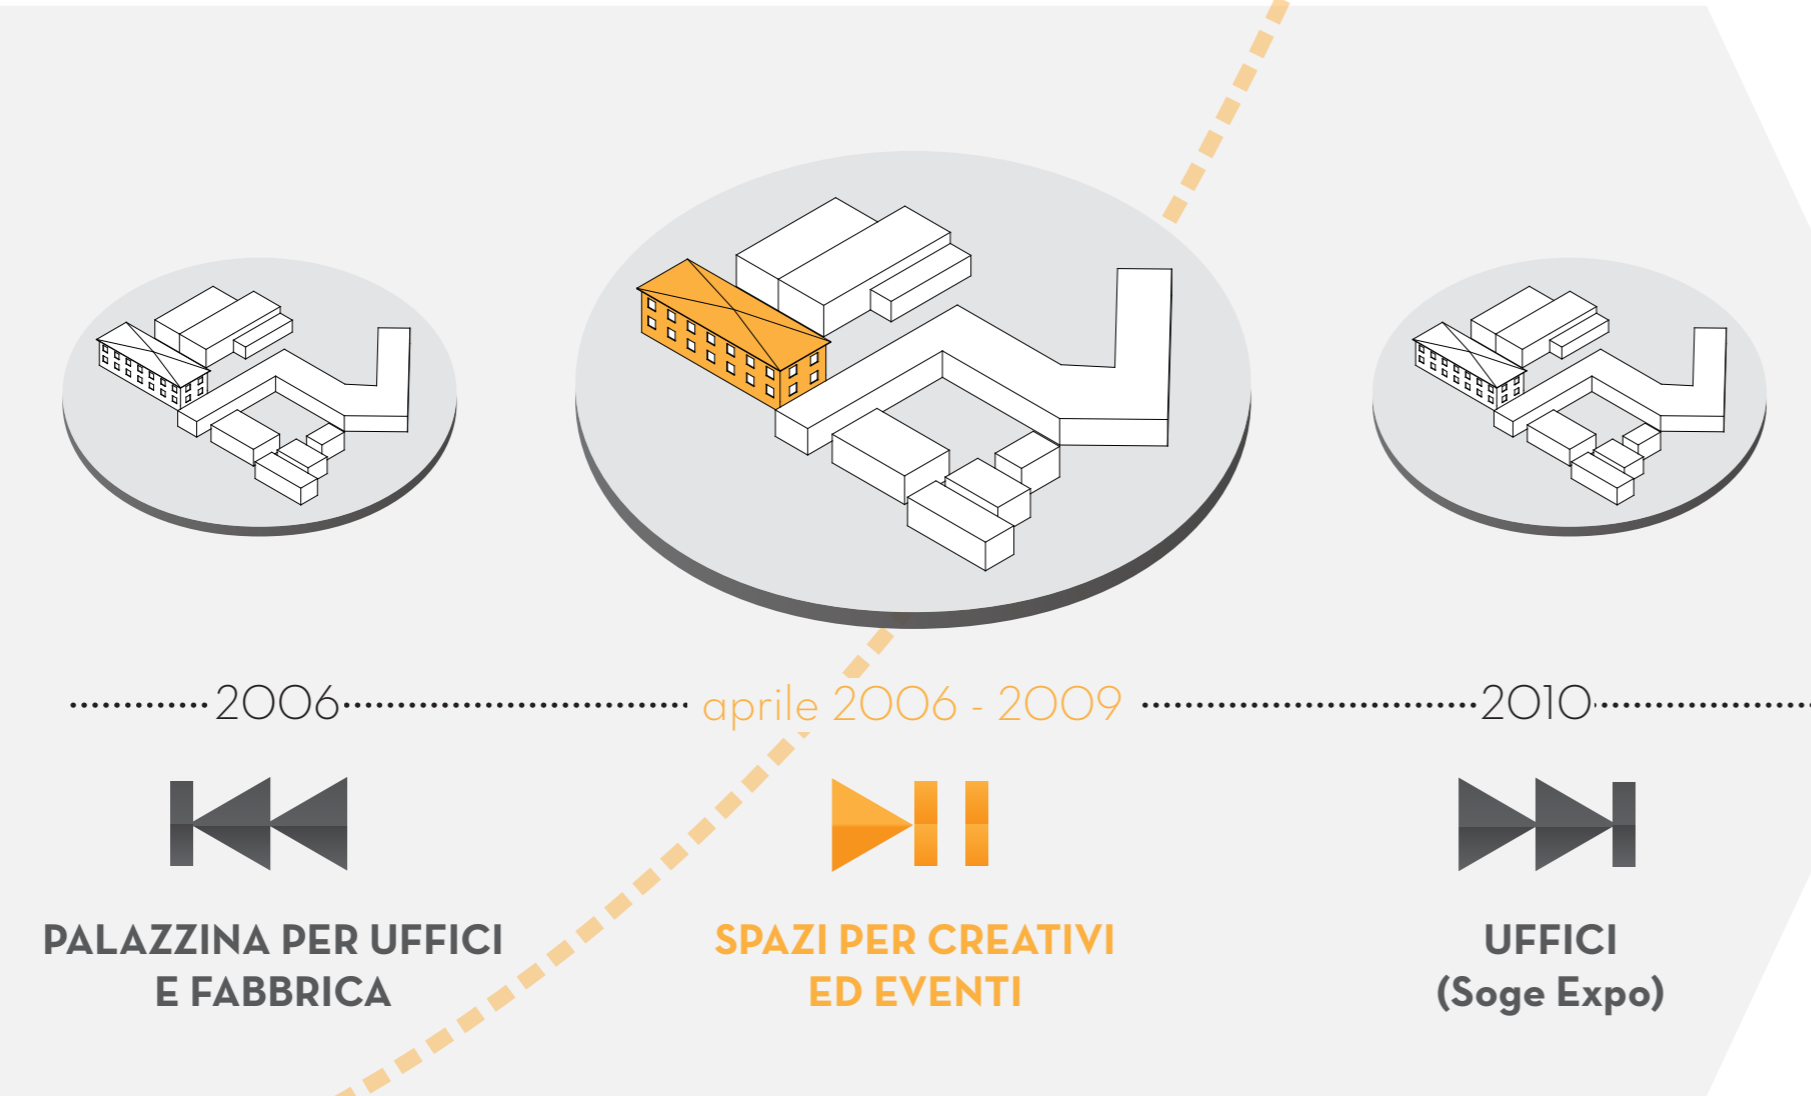 2006
aprile 2006 - 2009
2010
PALAZZINA PER UFFICI
E FABBRICA
SPAZI PER CREATIVI
ED EVENTI
UFFICI
(Soge Expo)